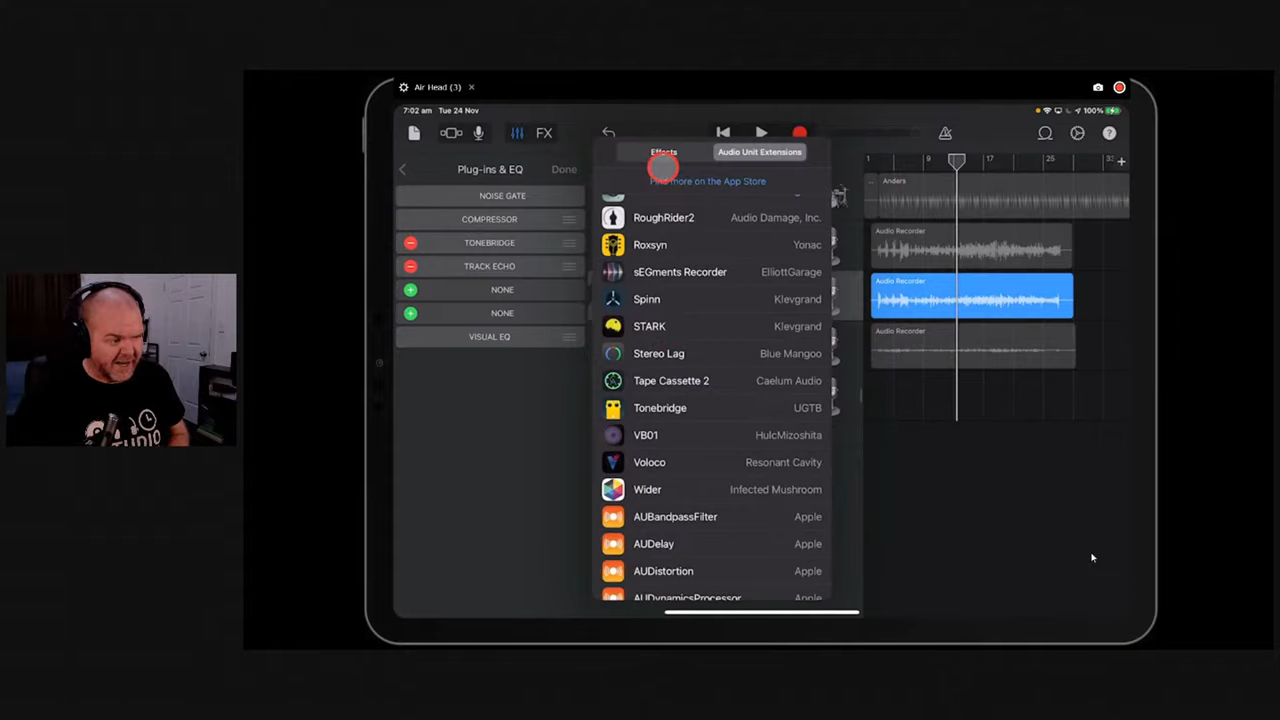 Air Head (3) ×
7:02 am Tue 24 Nov
100%
FX
Effects
Audio Unit Extensions
Find more on the App Store
Plug-ins & EQ
Done
NOISE GATE
COMPRESSOR
TONEBRIDGE
TRACK ECHO
NONE
NONE
VISUAL EQ
RoughRider2 Audio Damage, Inc.
Roxsyn Yonac
sEGments Recorder ElliottGarage
Spinn Klevgrand
STARK Klevgrand
Stereo Lag Blue Mangoo
Tape Cassette 2 Caelum Audio
Tonebridge UGTB
VB01 HulcMizoshita
Voloco Resonant Cavity
Wider Infected Mushroom
AUBandpassFilter Apple
AUDelay Apple
AUDistortion Apple
AUDynamicsProcessor Apple
1 9 17 25 33
... Anders
Audio Recorder
Audio Recorder
Audio Recorder
STUDIO